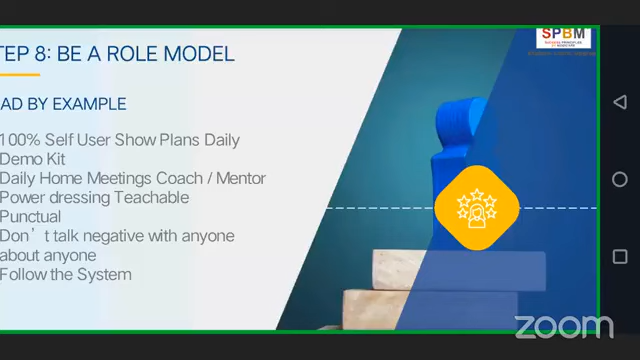 SPBM
TEP 8: BE A ROLE MODEL
AD BY EXAMPLE
100% Self User Show Plans Daily
Demo Kit
Daily Home Meetings Coach / Mentor
Power dressing Teachable
Punctual
Don't talk negative with anyone
about anyone
Follow the System
zoom